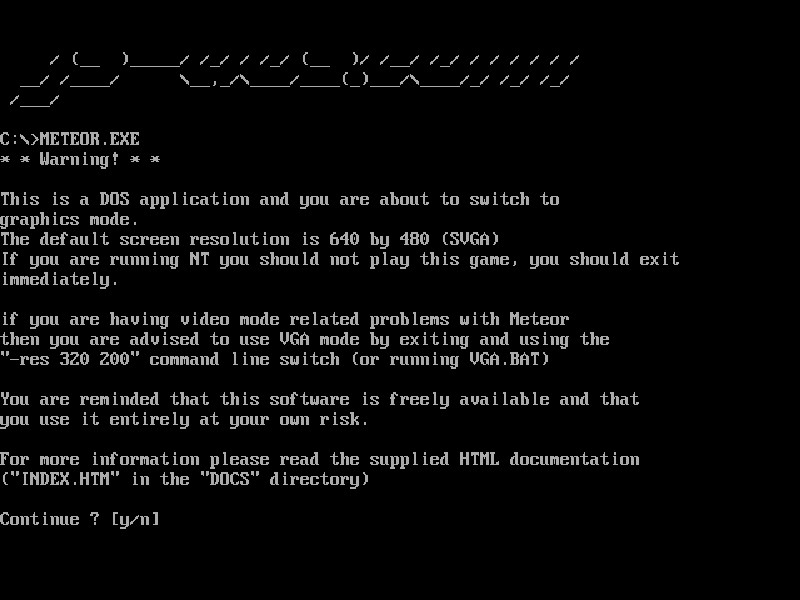 C:\>METEOR.EXE
* * Warning! * *
This is a DOS application and you are about to switch to
graphics mode.
The default screen resolution is 640 by 480 (SVGA)
If you are running NT you should not play this game, you should exit
immediately.
if you are having video mode related problems with Meteor
then you are advised to use VGA mode by exiting and using the
"-res 320 200" command line switch (or running VGA.BAT)
You are reminded that this software is freely available and that
you use it entirely at your own risk.
For more information please read the supplied HTML documentation
("INDEX.HTM" in the "DOCS" directory)
Continue ? [y/n]